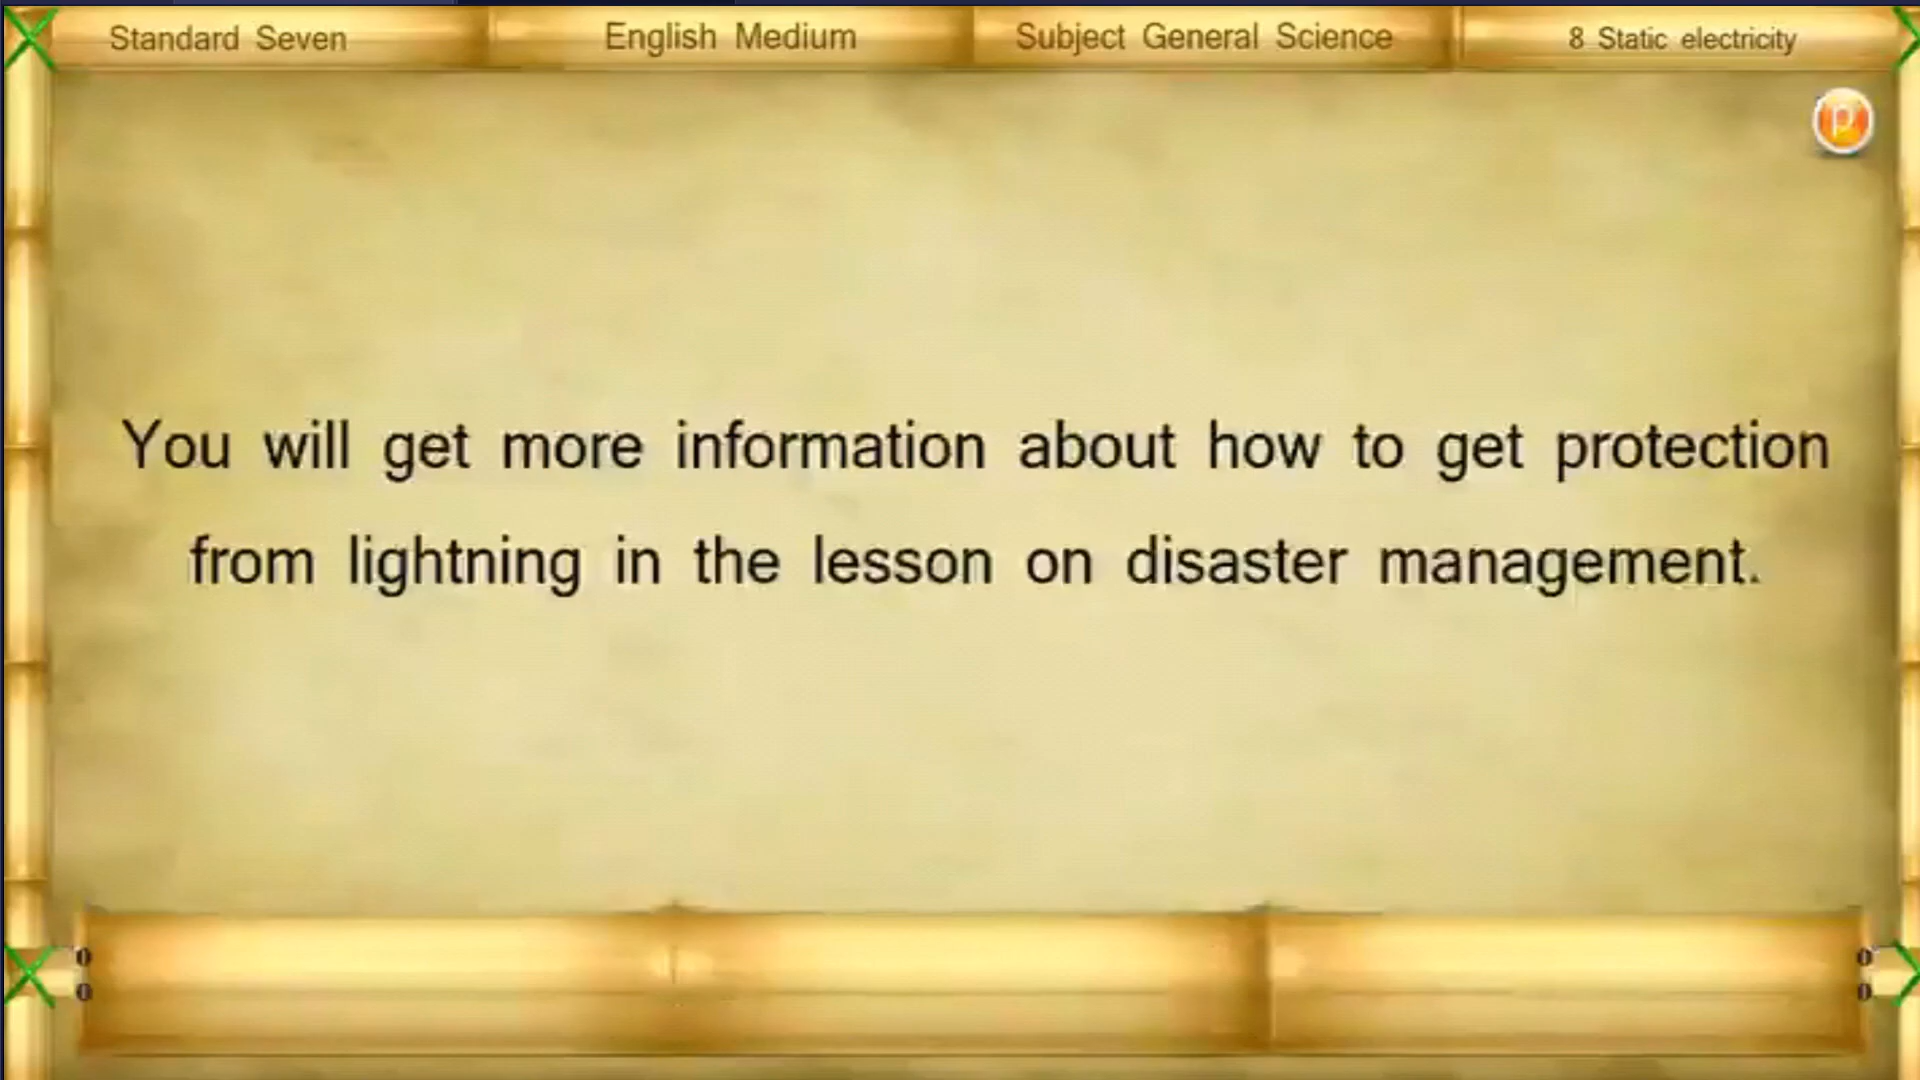 Standard Seven
English Medium
Subject General Science
8 Static electricity
p
You will get more information about how to get protection
from lightning in the lesson on disaster management.